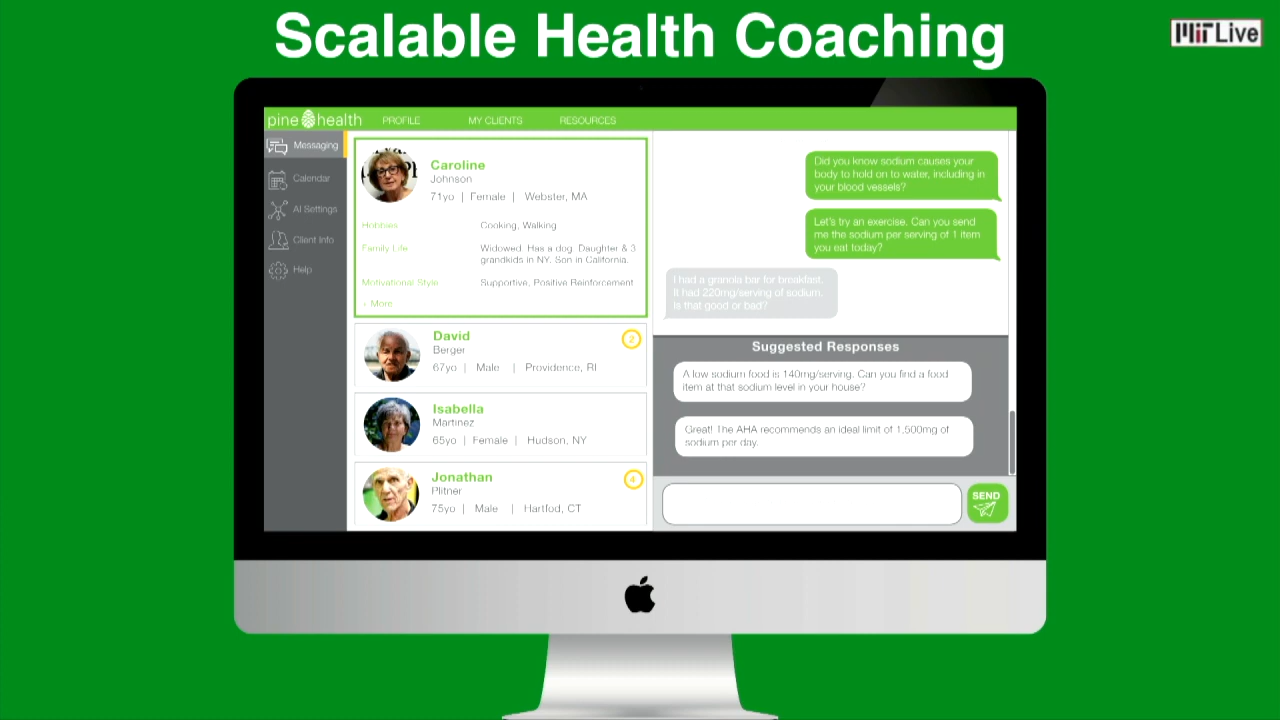 Scalable Health Coaching
MIT Live
pine health
PROFILE
MY CLIENTS
RESOURCES
Messaging
Calendar
AI Settings
Client Info
Help
Caroline
Johnson
71yo | Female | Webster, MA
Hobbies
Cooking, Walking
Family Life
Widowed. Has a dog. Daughter & 3
grandkids in NY. Son in California.
Motivational Style
Supportive, Positive Reinforcement
+ More
David
Berger
67yo | Male | Providence, RI
2
Isabella
Martinez
65yo | Female | Hudson, NY
Jonathan
Plitner
75yo | Male | Hartfod, CT
4
Did you know sodium causes your
body to hold on to water, including in
your blood vessels?
Let's try an exercise. Can you send
me the sodium per serving of 1 item
you eat today?
I had a granola bar for breakfast.
It had 220mg/serving of sodium.
Is that good or bad?
Suggested Responses
A low sodium food is 140mg/serving. Can you find a food
item at that sodium level in your house?
Great! The AHA recommends an ideal limit of 1,500mg of
sodium per day.
SEND